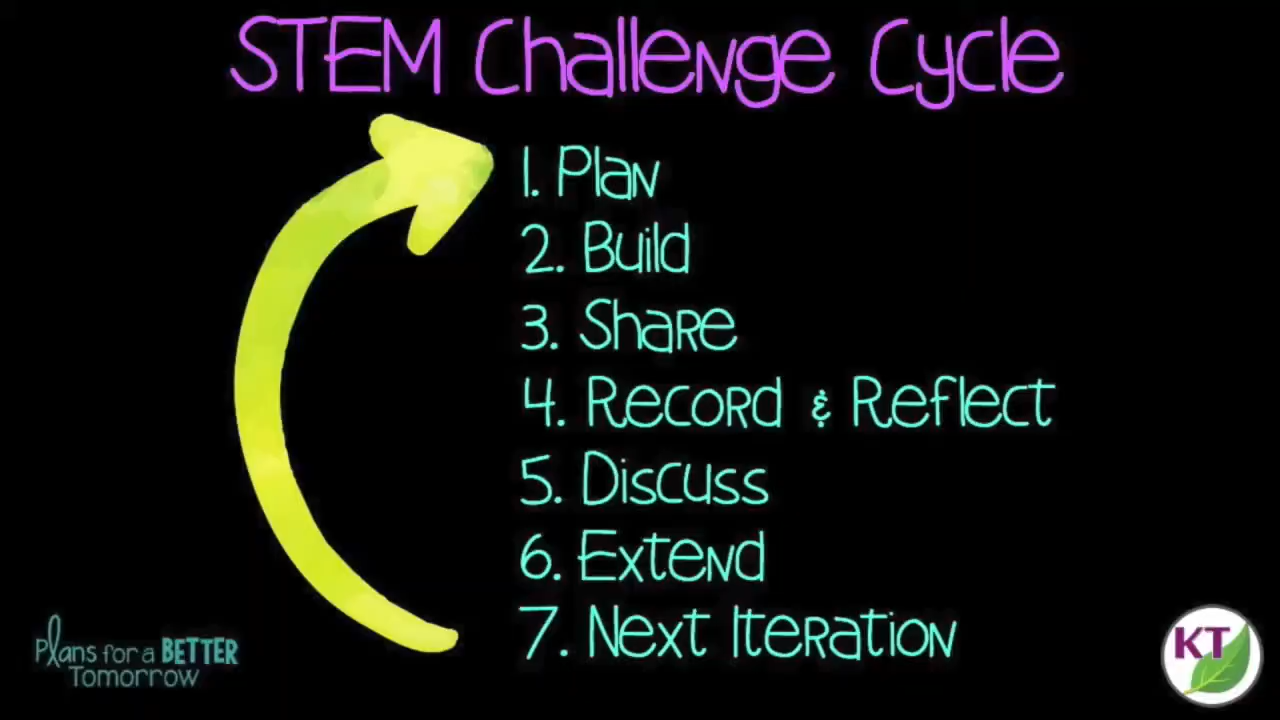 STEM Challenge Cycle
1. Plan
2. Build
3. Share
4. Record & Reflect
5. Discuss
6. Extend
7. Next Iteration
Plans for a BETTER
Tomorrow
KT